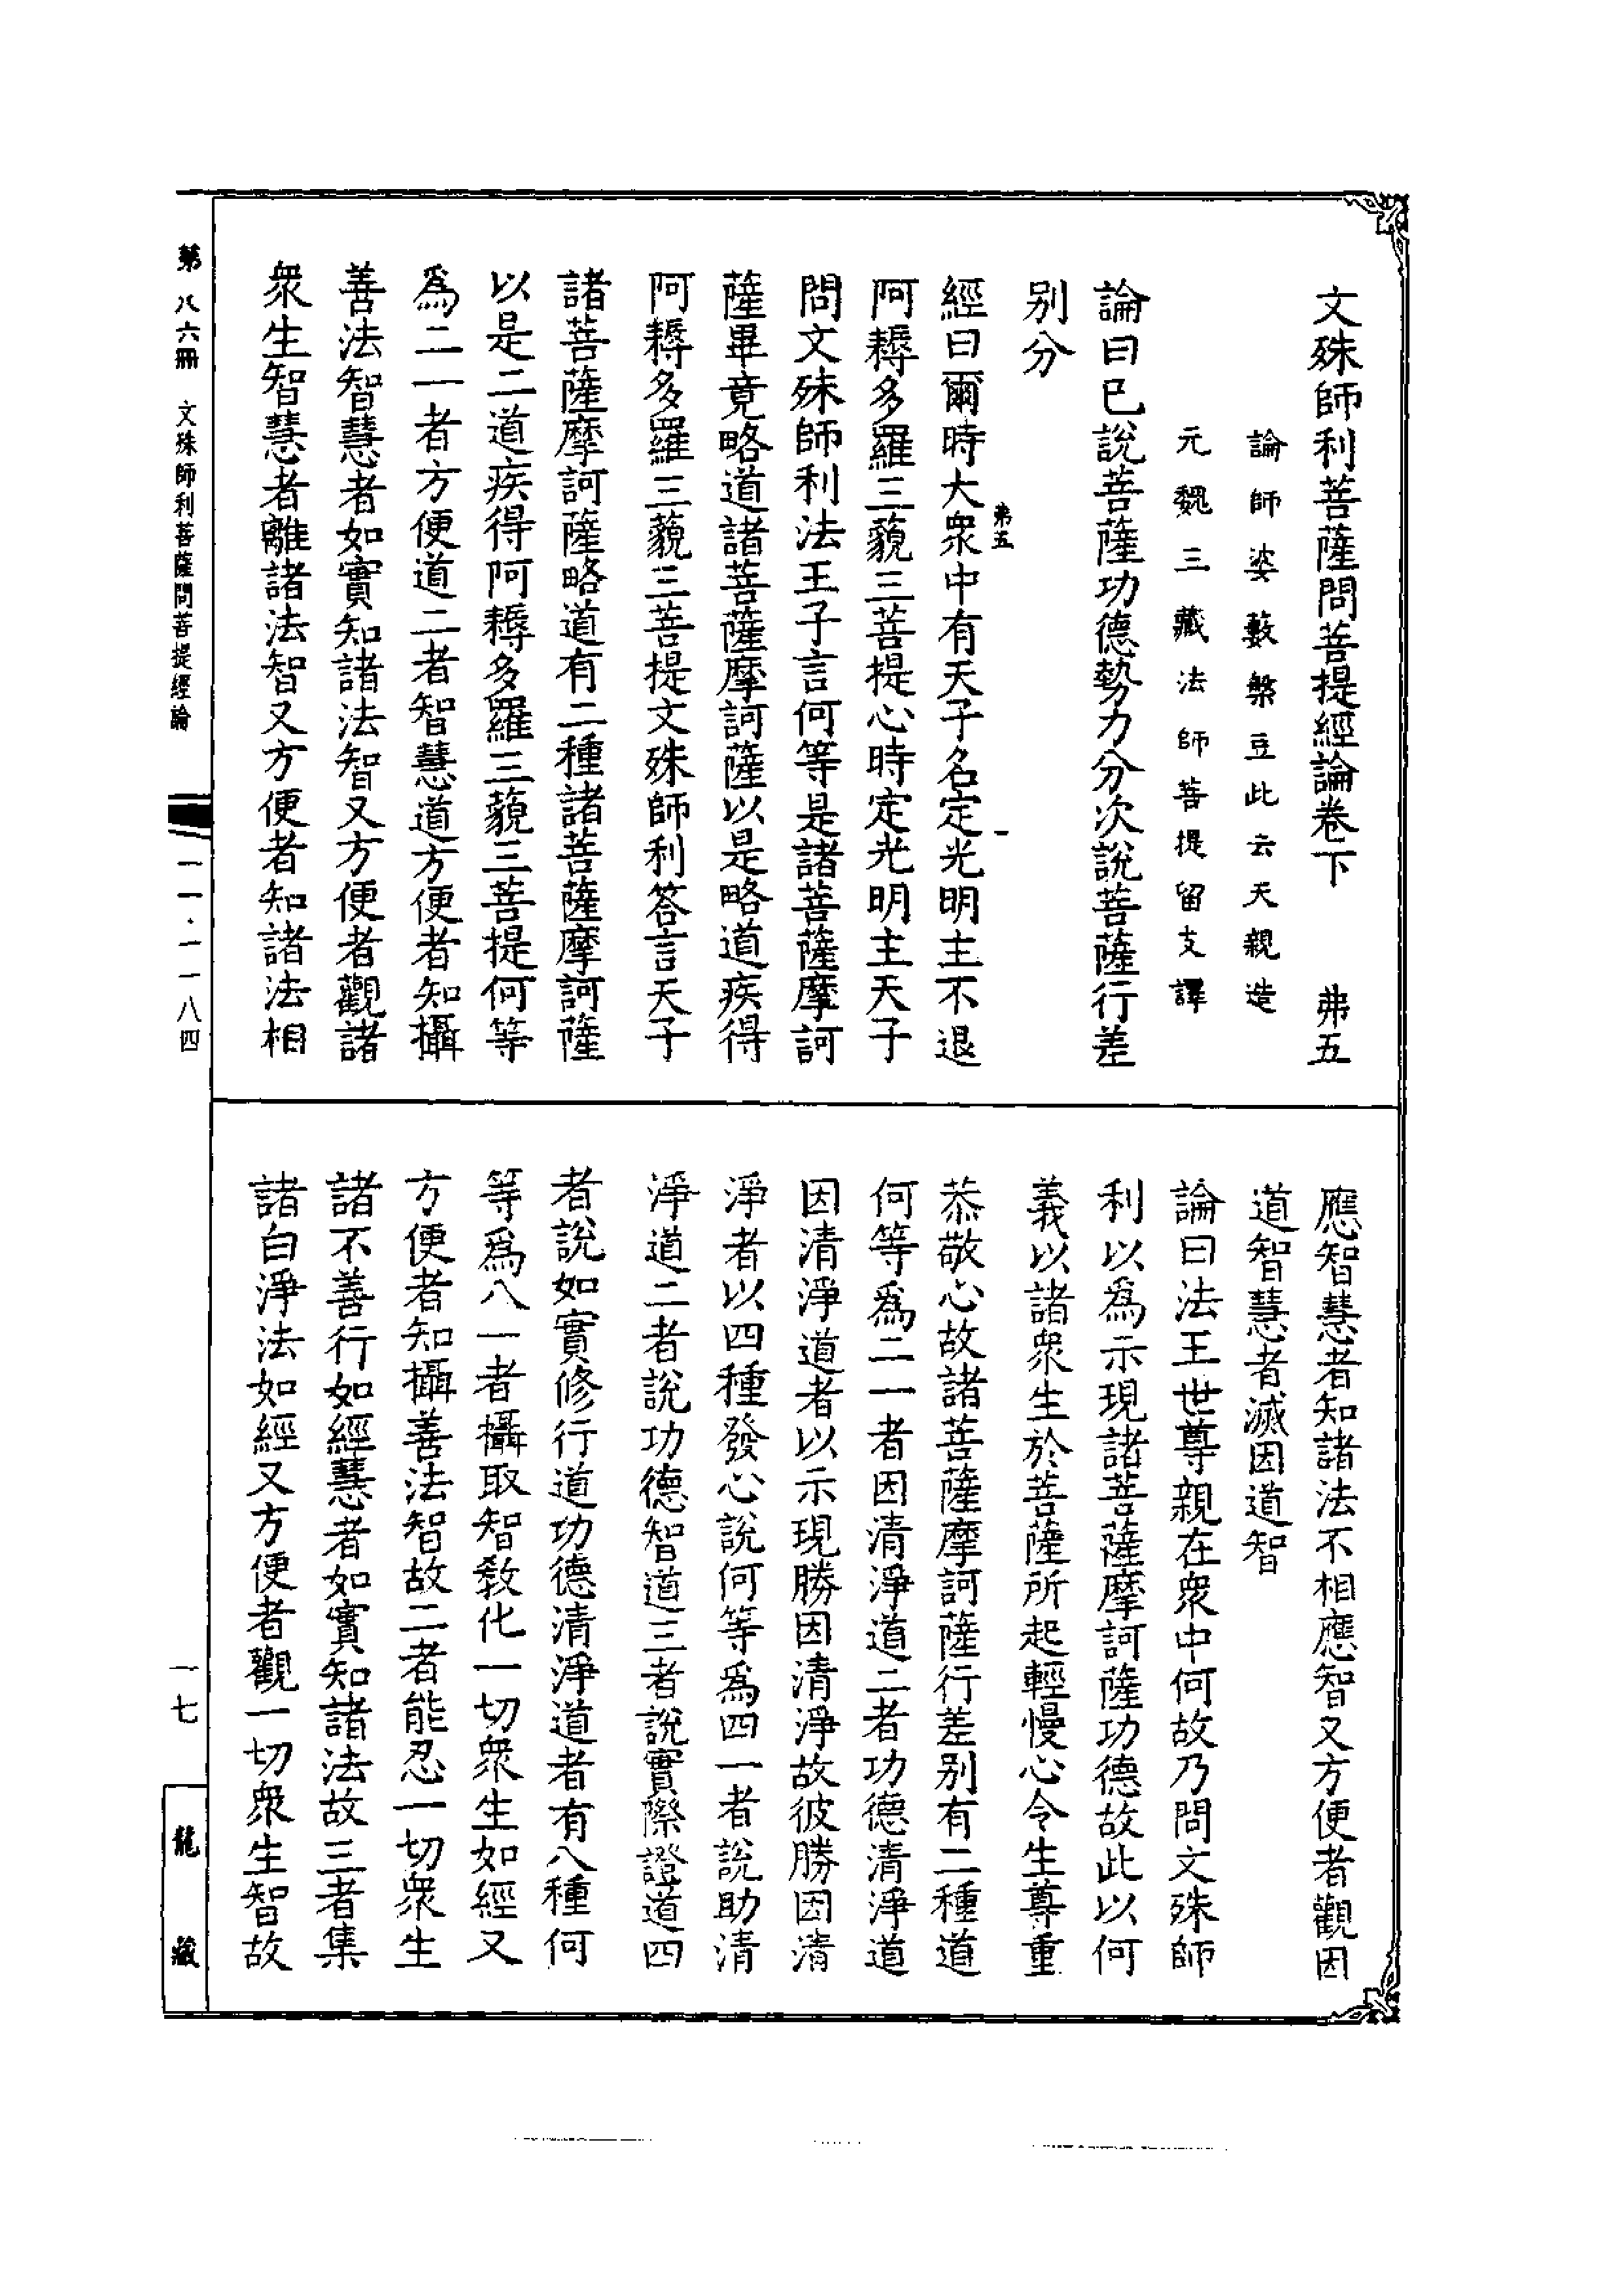 文殊師利菩薩問菩提經論卷下　弗五
論師婆藪槃豆此云天親造
元魏三藏法師菩提留支譯
論曰已說菩薩功德勢力分次說菩薩行差
别分
弗五　一
經曰爾時大衆中有天子名定光明主不退
阿耨多羅三藐三菩提心時定光明主天子
問文殊師利法王子言何等是諸菩薩摩訶
薩畢竟略道諸菩薩摩訶薩以是略道疾得
阿耨多羅三藐三菩提文殊師利答言天子
諸菩薩摩訶薩略道有二種諸菩薩摩訶薩
以是二道疾得阿耨多羅三藐三菩提何等
爲二一者方便道二者智慧道方便者知攝
善法智慧者如實知諸法智又方便者觀諸
衆生智慧者離諸法智又方便者知諸法相
應智慧者知諸法不相應智又方便者觀因
道智慧者滅因道智
論曰法王世尊親在衆中何故乃問文殊師
利以爲示現諸菩薩摩訶薩功德故此以何
義以諸衆生於菩薩所起輕慢心令生尊重
恭敬心故諸菩薩摩訶薩行差别有二種道
何等爲二一者因清淨道二者功德清淨道
因清淨道者以示現勝因清淨故彼勝因清
淨者以四種發心說何等爲四一者說助清
淨道二者說功德智道三者說實際證道四
者說如實修行道功德清淨道者有八種何
等爲八一者攝取智教化一切衆生如經又
方便者知攝善法智故二者能忍一切衆生
諸不善行如經慧者如實知諸法故三者集
諸白淨法如經又方便者觀一切衆生智故
第八六冊　文殊師利菩薩問菩提經論
一一·一一八四
一七
龍藏